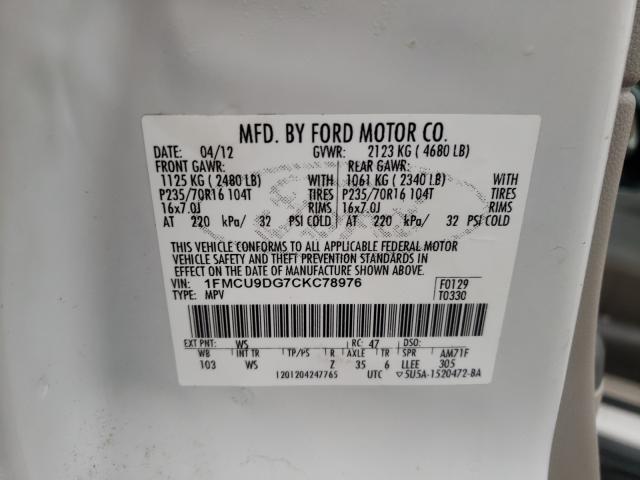 MFD. BY FORD MOTOR CO.
DATE: 04/12 GVWR: 2123 KG ( 4680 LB)
FRONT GAWR: REAR GAWR:
1125 KG ( 2480 LB) WITH 1061 KG ( 2340 LB) WITH
P235/70R16 104T TIRES P235/70R16 104T TIRES
16x7.0J RIMS 16x7.0J RIMS
AT 220 kPa/ 32 PSI COLD AT 220 kPa/ 32 PSI COLD
THIS VEHICLE CONFORMS TO ALL APPLICABLE FEDERAL MOTOR
VEHICLE SAFETY AND THEFT PREVENTION STANDARDS IN
EFFECT ON THE DATE OF MANUFACTURE SHOWN ABOVE.
VIN: 1FMCU9DG7CKC78976 F0129
TYPE: MPV T0330
EXT PNT: WS RC: 47 DSO:
WB INT TR TP/PS R AXLE TR SPR AM71F
103 WS Z 35 6 LLEE 305
1201204247765 UTC ▽5U5A-1520472-BA